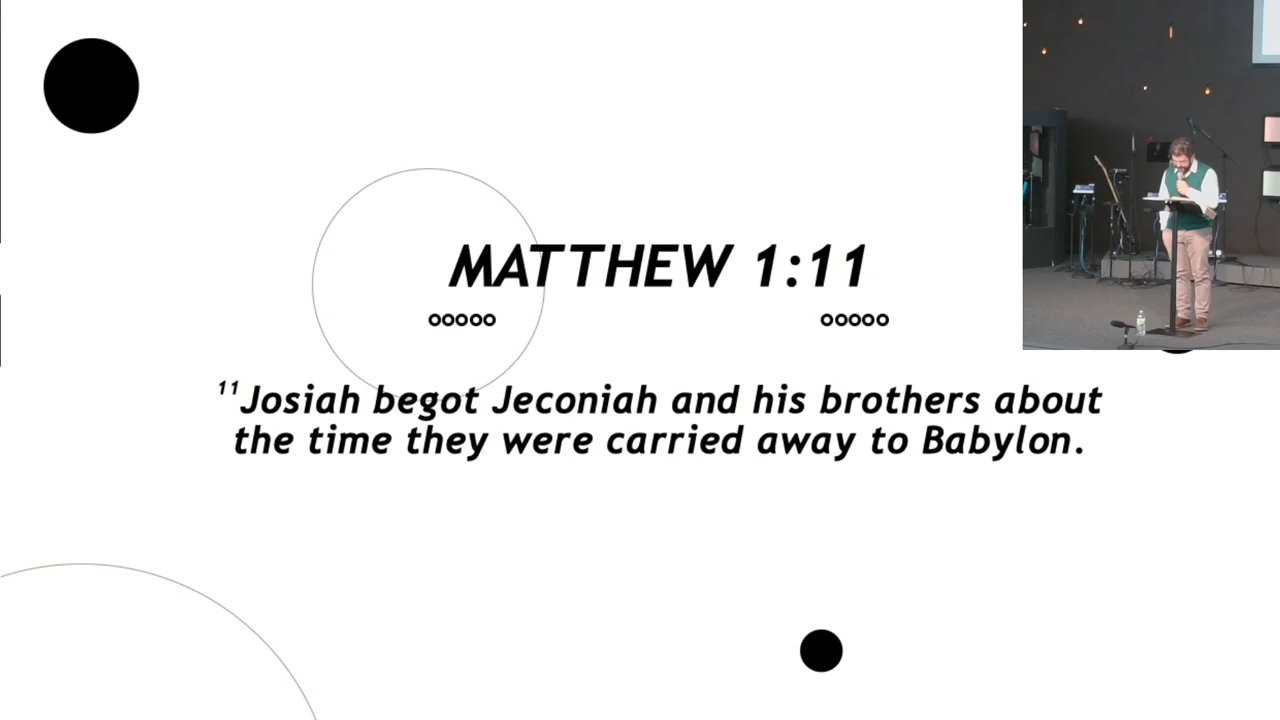 MATTHEW 1:11
11Josiah begot Jeconiah and his brothers about
the time they were carried away to Babylon.